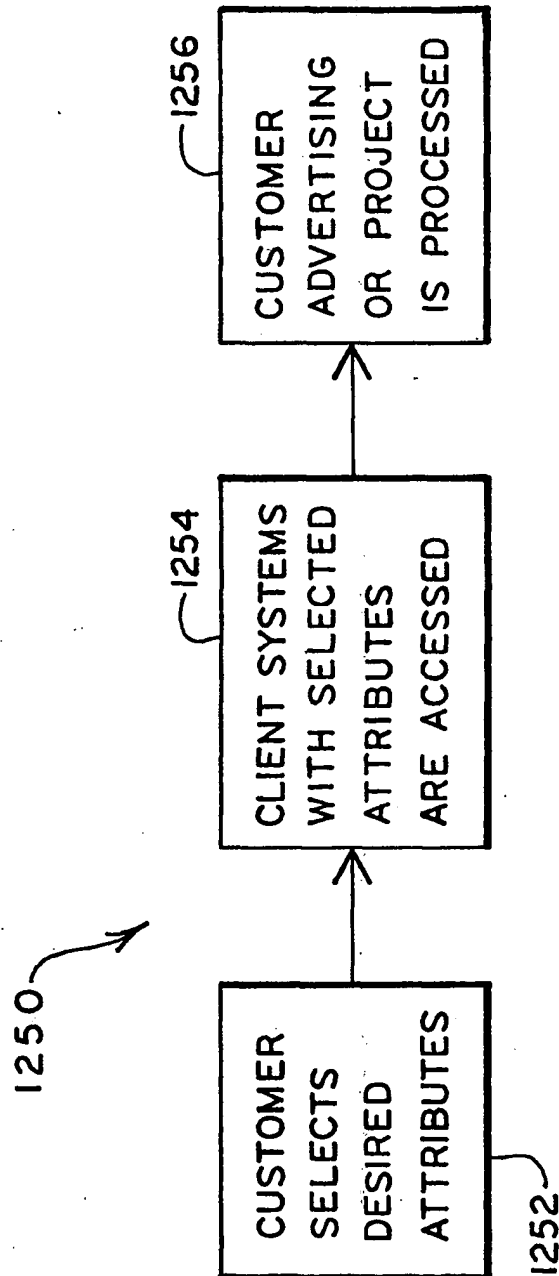 1250
CUSTOMER
SELECTS
DESIRED
ATTRIBUTES
1252
CLIENT SYSTEMS
WITH SELECTED
ATTRIBUTES
ARE ACCESSED
1254
CUSTOMER
ADVERTISING
OR PROJECT
IS PROCESSED
1256